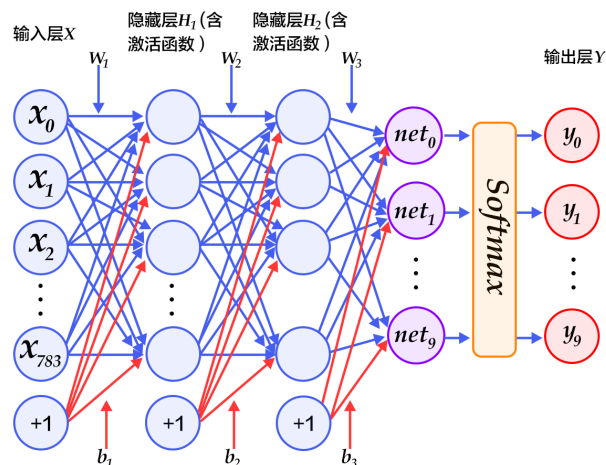 输入层X
隐藏层H₁(含
激活函数)
隐藏层H₂(含
激活函数)
输出层Y
W₁
W₂
W₃
x₀
x₁
x₂
⋮
x₇₈₃
+1
⋮
+1
+1
net₀
net₁
⋮
net₉
Softmax
y₀
y₁
⋮
y₉
b₁
b₂
b₃